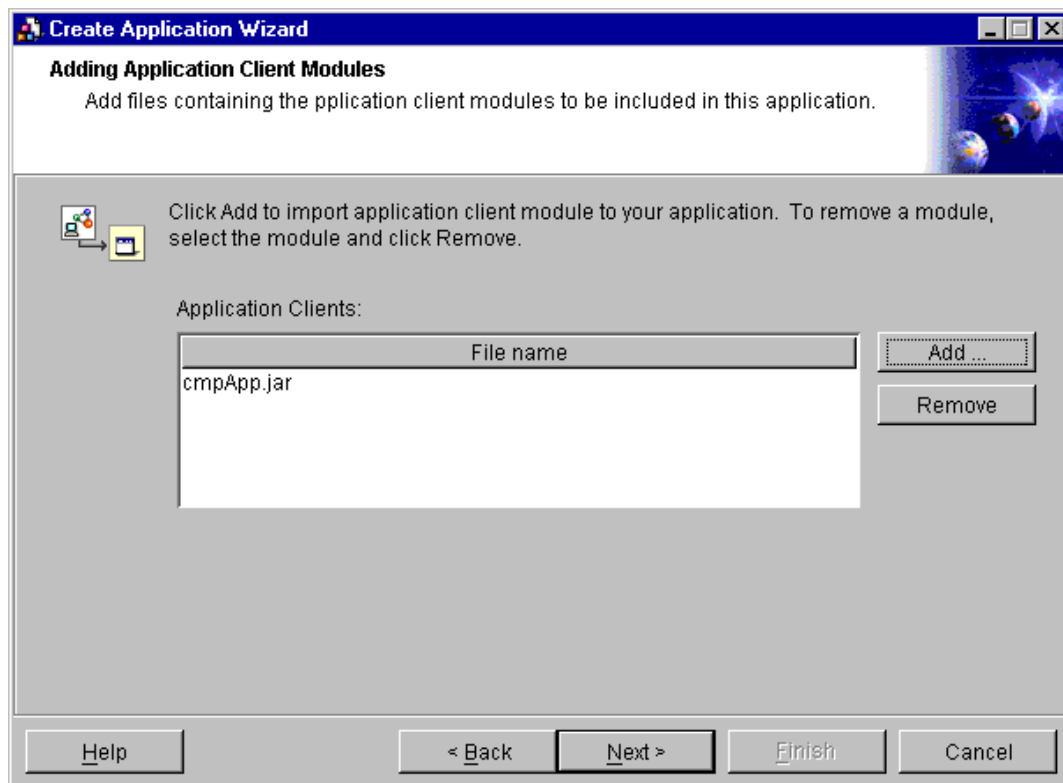 Create Application Wizard
Adding Application Client Modules
Add files containing the pplication client modules to be included in this application.
Click Add to import application client module to your application.  To remove a module,
select the module and click Remove.
Application Clients:
File name
Add ...
cmpApp.jar
Remove
Help
< Back
Next >
Finish
Cancel